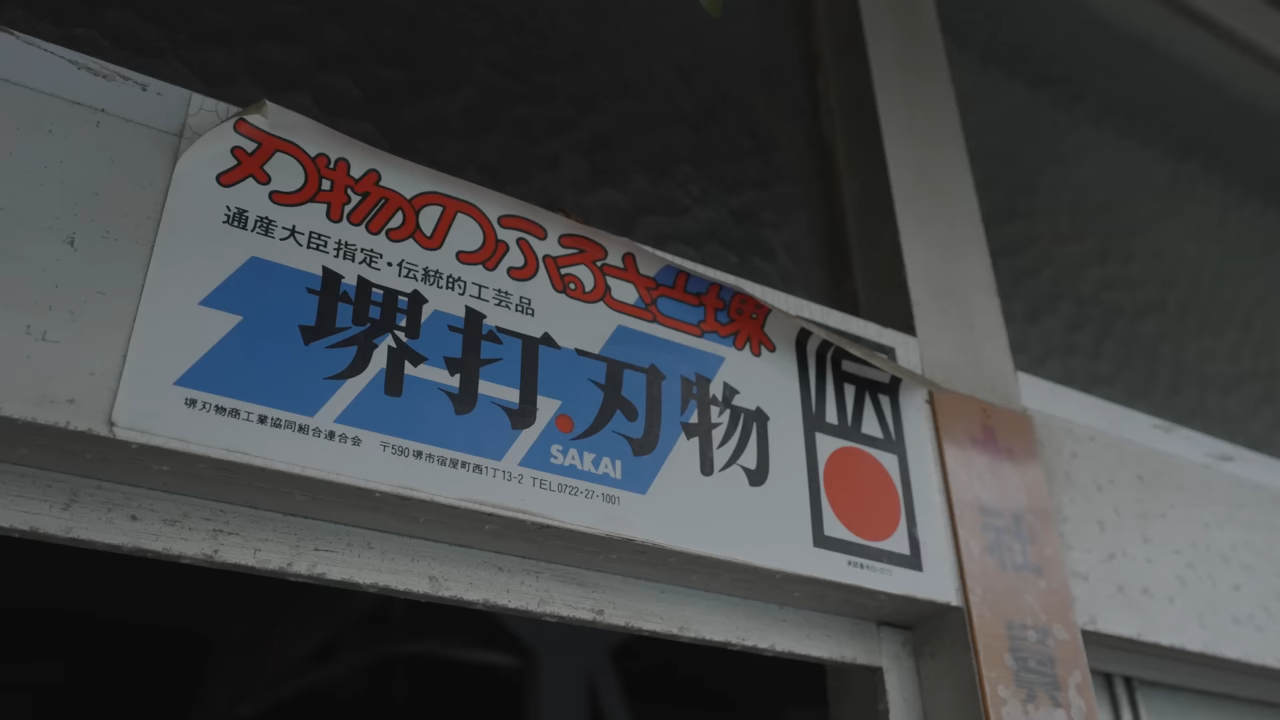 刃物のふるさと堺
通産大臣指定・伝統的工芸品
堺打刃物
SAKAI
堺刃物商工業協同組合連合会 〒590 堺市宿屋町西1丁13-2 TEL0722・27・1001
伝
社